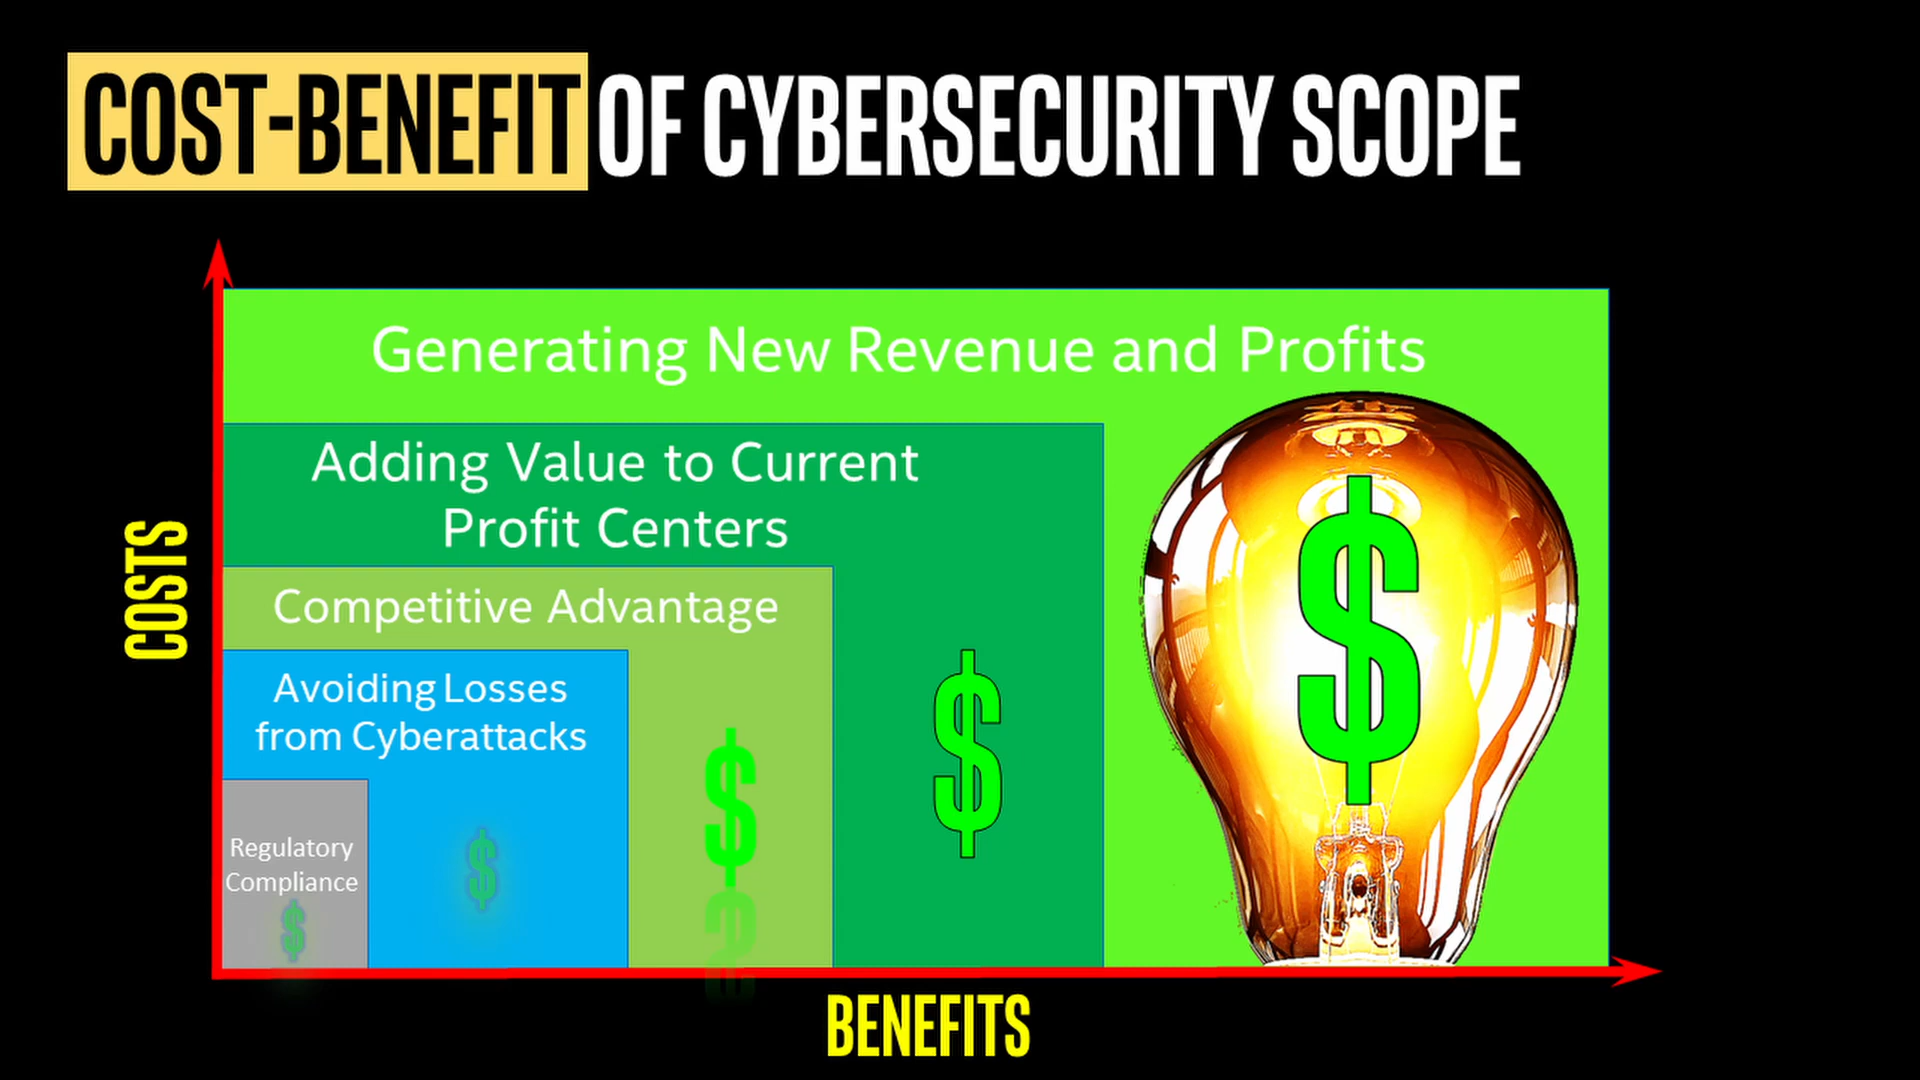 COST-BENEFIT OF CYBERSECURITY SCOPE
Generating New Revenue and Profits
Adding Value to Current
Profit Centers
Competitive Advantage
Avoiding Losses
from Cyberattacks
Regulatory
Compliance
$
$
$
$
$
COSTS
BENEFITS